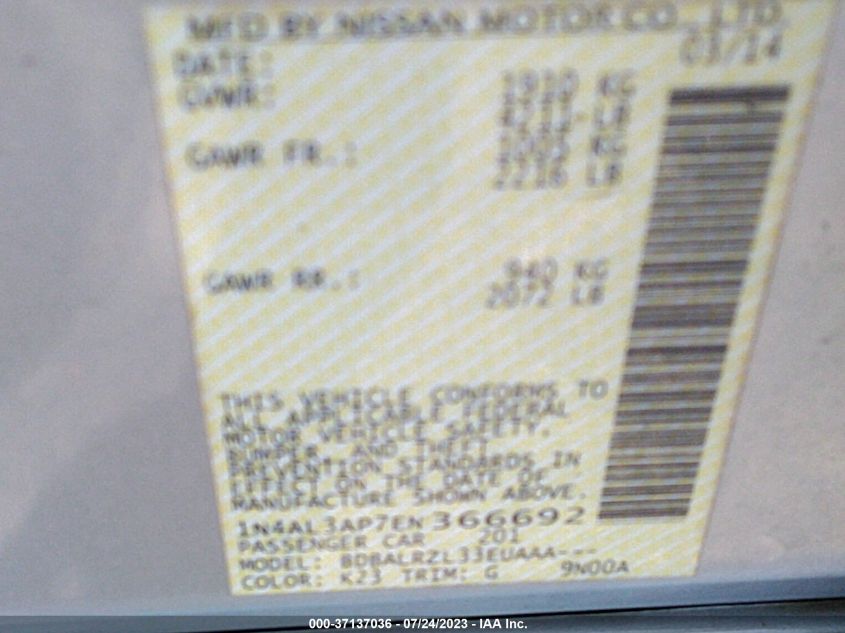 MFD BY NISSAN MOTOR CO., LTD.
DATE: 03/14
GVWR: 1910 KG
4211 LB
GAWR FR.: 1005 KG
2216 LB
GAWR RR.: 940 KG
2072 LB
THIS VEHICLE CONFORMS TO
ALL APPLICABLE FEDERAL
MOTOR VEHICLE SAFETY,
BUMPER, AND THEFT
PREVENTION STANDARDS IN
EFFECT ON THE DATE OF
MANUFACTURE SHOWN ABOVE.
1N4AL3AP7EN366692
PASSENGER CAR 201
MODEL: BDBALRZL33EUAAA---
COLOR: K23 TRIM: G 9N00A
000-37137036 - 07/24/2023 - IAA Inc.